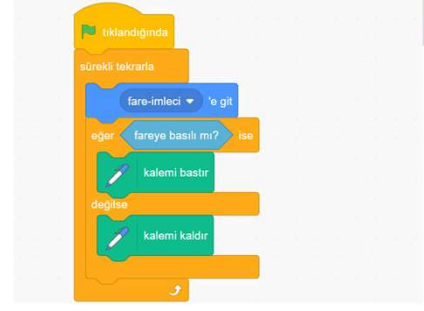 tıklandığında
sürekli tekrarla
fare-imleci 'e git
eğer fareye basılı mı? ise
kalemi bastır
değilse
kalemi kaldır